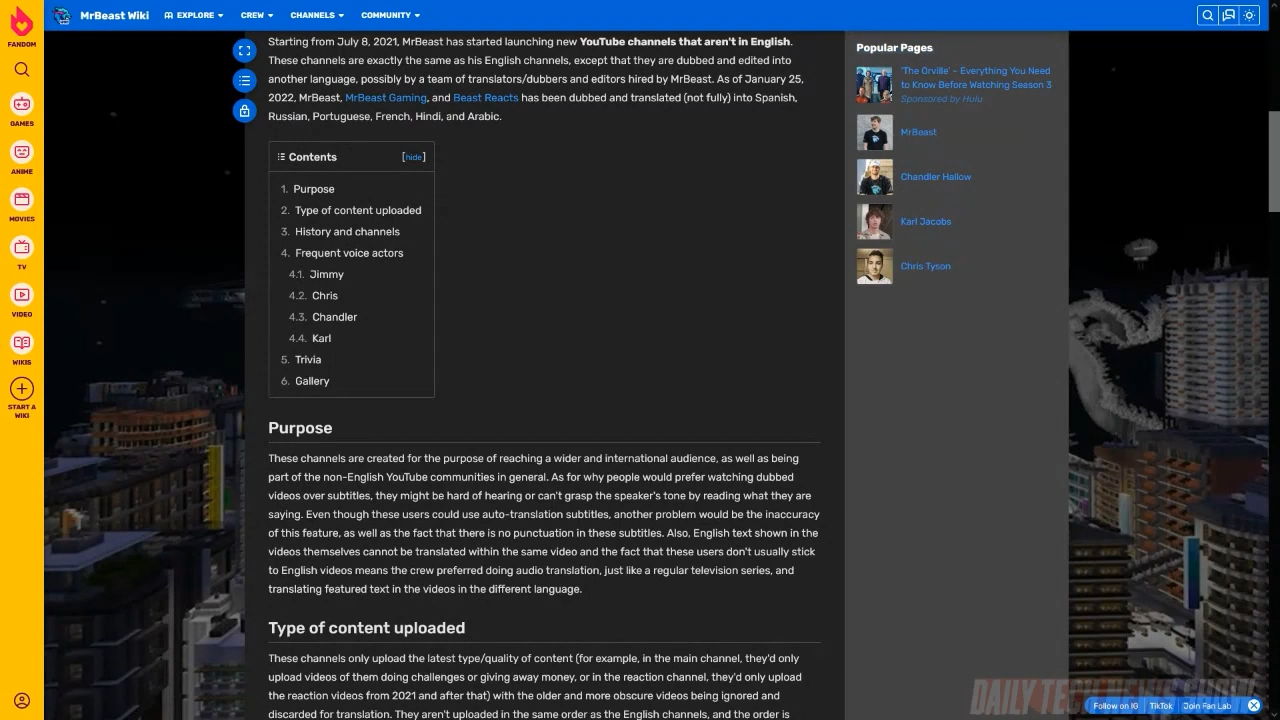 FANDOM
GAMES
ANIME
MOVIES
TV
VIDEO
WIKIS
START A
WIKI
MrBeast Wiki
EXPLORE
CREW
CHANNELS
COMMUNITY
Starting from July 8, 2021, MrBeast has started launching new YouTube channels that aren't in English.
These channels are exactly the same as his English channels, except that they are dubbed and edited into
another language, possibly by a team of translators/dubbers and editors hired by MrBeast. As of January 25,
2022, MrBeast, MrBeast Gaming, and Beast Reacts has been dubbed and translated (not fully) into Spanish,
Russian, Portuguese, French, Hindi, and Arabic.
Contents [hide]
1. Purpose
2. Type of content uploaded
3. History and channels
4. Frequent voice actors
4.1. Jimmy
4.2. Chris
4.3. Chandler
4.4. Karl
5. Trivia
6. Gallery
Purpose
These channels are created for the purpose of reaching a wider and international audience, as well as being
part of the non-English YouTube communities in general. As for why people would prefer watching dubbed
videos over subtitles, they might be hard of hearing or can't grasp the speaker's tone by reading what they are
saying. Even though these users could use auto-translation subtitles, another problem would be the inaccuracy
of this feature, as well as the fact that there is no punctuation in these subtitles. Also, English text shown in the
videos themselves cannot be translated within the same video and the fact that these users don't usually stick
to English videos means the crew preferred doing audio translation, just like a regular television series, and
translating featured text in the videos in the different language.
Type of content uploaded
These channels only upload the latest type/quality of content (for example, in the main channel, they'd only
upload videos of them doing challenges or giving away money, or in the reaction channel, they'd only upload
the reaction videos from 2021 and after that) with the older and more obscure videos being ignored and
discarded for translation. They aren't uploaded in the same order as the English channels, and the order is
Popular Pages
'The Orville' – Everything You Need
to Know Before Watching Season 3
Sponsored by Hulu
MrBeast
Chandler Hallow
Karl Jacobs
Chris Tyson
DAILY TECH NEWS SHOW
Follow on IG
TikTok
Join Fan Lab